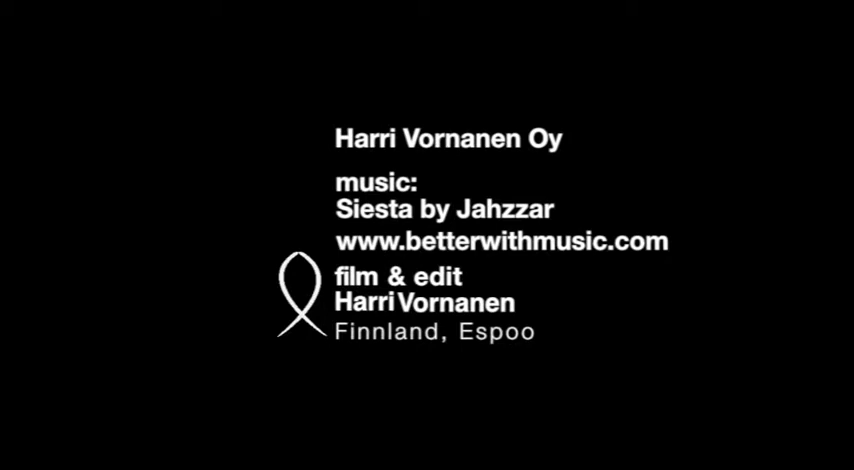 Harri Vornanen Oy
music:
Siesta by Jahzzar
www.betterwithmusic.com
film & edit
Harri Vornanen
Finnland, Espoo